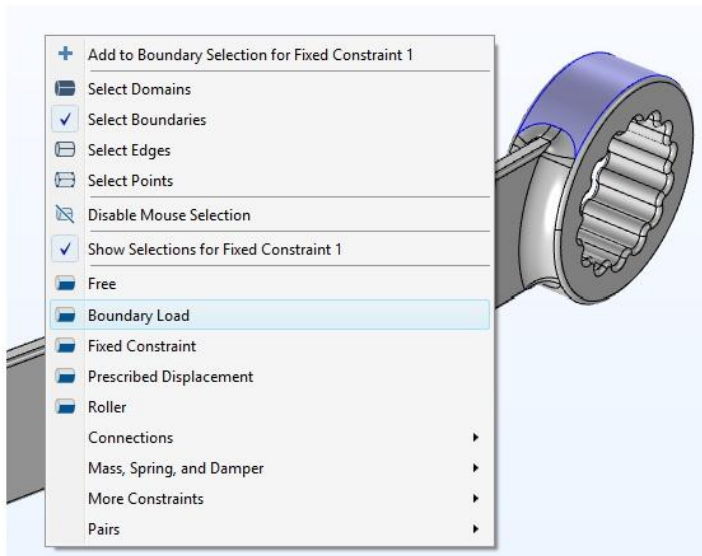 Add to Boundary Selection for Fixed Constraint 1
Select Domains
Select Boundaries
Select Edges
Select Points
Disable Mouse Selection
Show Selections for Fixed Constraint 1
Free
Boundary Load
Fixed Constraint
Prescribed Displacement
Roller
Connections
Mass, Spring, and Damper
More Constraints
Pairs